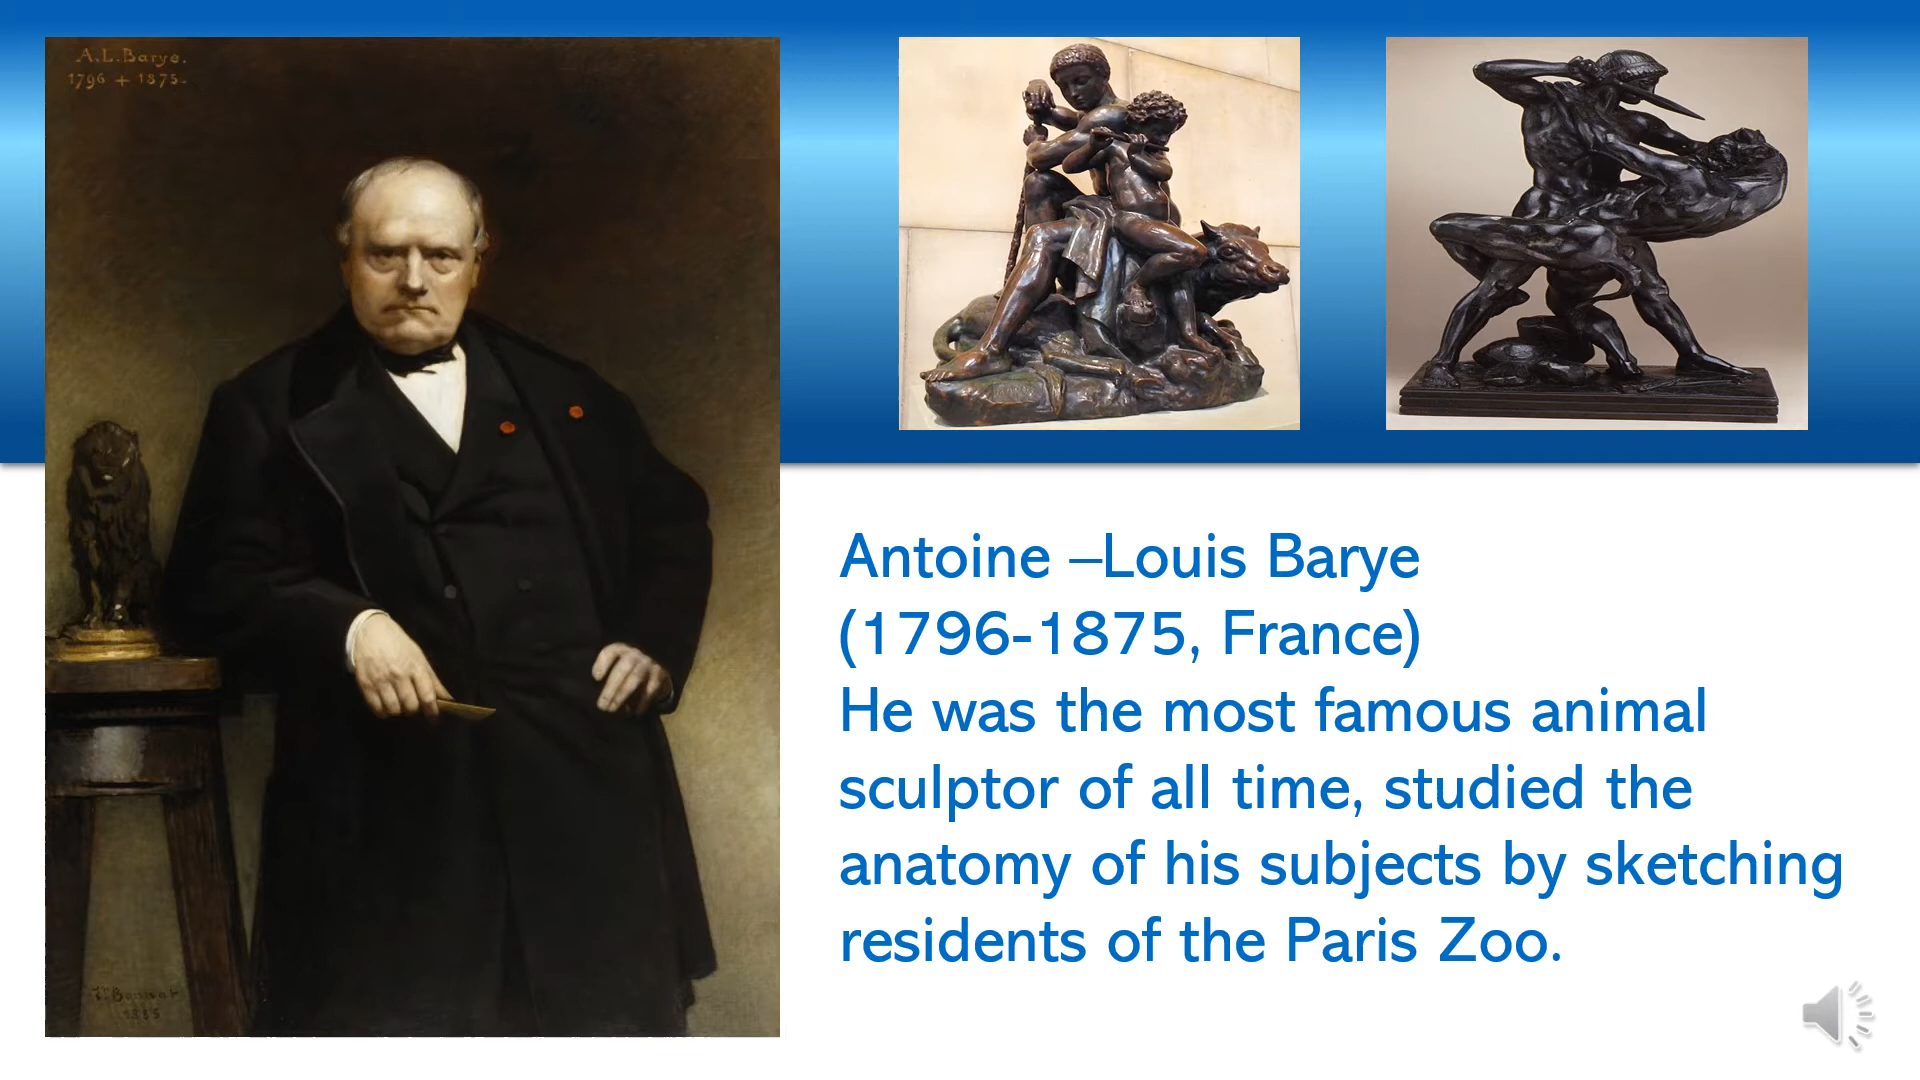 A.L.Barye.
1796 + 1875-
Antoine –Louis Barye
(1796-1875, France)
He was the most famous animal
sculptor of all time, studied the
anatomy of his subjects by sketching
residents of the Paris Zoo.
Bonnat